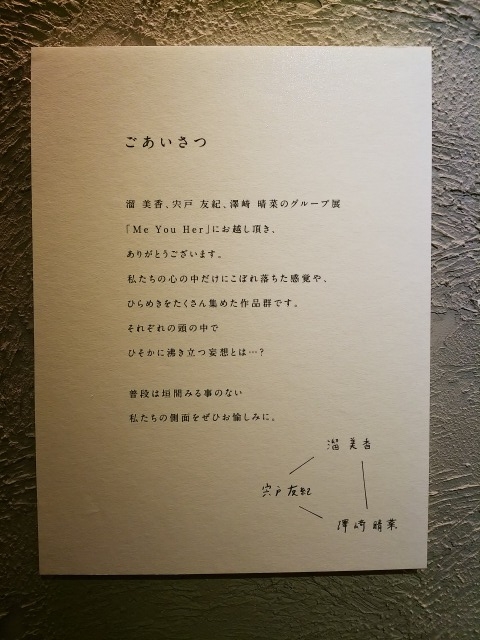 ごあいさつ
溜 美香、宍戸 友紀、澤﨑 晴菜のグループ展
「Me You Her」にお越し頂き、
ありがとうございます。
私たちの心の中だけにこぼれ落ちた感覚や、
ひらめきをたくさん集めた作品群です。
それぞれの頭の中で
ひそかに沸き立つ妄想とは…？
普段は垣間みる事のない
私たちの側面をぜひお愉しみに。
溜 美香
宍戸 友紀
澤﨑 晴菜